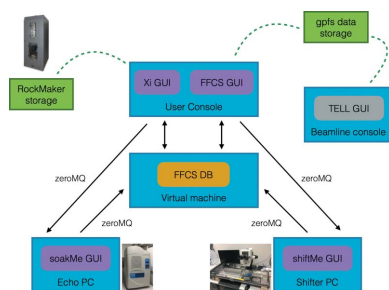 gpfs data
storage
Xi GUI
FFCS GUI
RockMaker
storage
User Console
TELL GUI
Beamline console
zeroMQ
zeroMQ
FFCS DB
Virtual machine
zeroMQ
zeroMQ
soakMe GUI
shiftMe GUI
Echo PC
Shifter PC